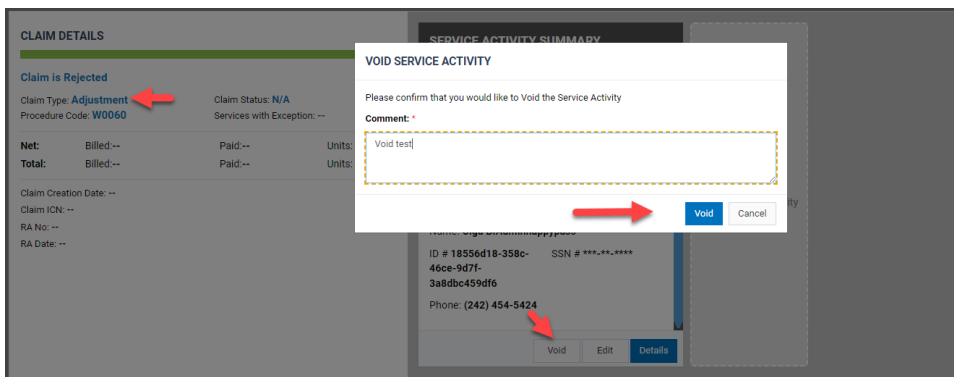 CLAIM DETAILS
Claim is Rejected
Claim Type: Adjustment
Claim Status: N/A
Procedure Code: W0060
Services with Exception: --
Net: Billed:-- Paid:-- Units:
Total: Billed:-- Paid:-- Units:
Claim Creation Date: --
Claim ICN: --
RA No: --
RA Date: --
SERVICE ACTIVITY SUMMARY
VOID SERVICE ACTIVITY
Please confirm that you would like to Void the Service Activity
Comment: *
Void test
Void Cancel
ID # 18556d18-358c-
46ce-9d7f-
3a8dbc459df6
SSN # ***-**-****
Phone: (242) 454-5424
Void Edit Details